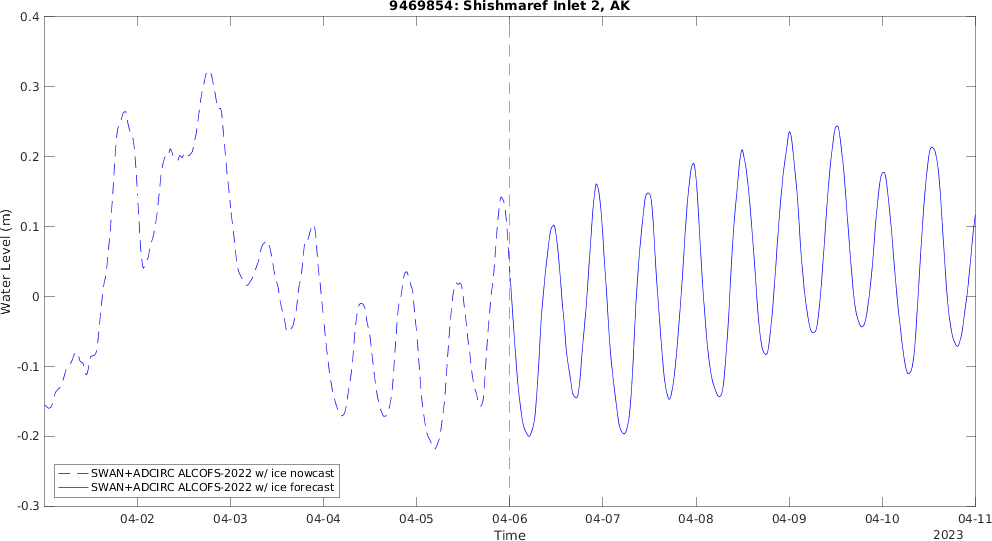 9469854: Shishmaref Inlet 2, AK
0.4
0.3
0.2
0.1
0
-0.1
-0.2
-0.3
Water Level (m)
SWAN+ADCIRC ALCOFS-2022 w/ ice nowcast
SWAN+ADCIRC ALCOFS-2022 w/ ice forecast
04-02 04-03 04-04 04-05 04-06 04-07 04-08 04-09 04-10 04-11
Time
2023